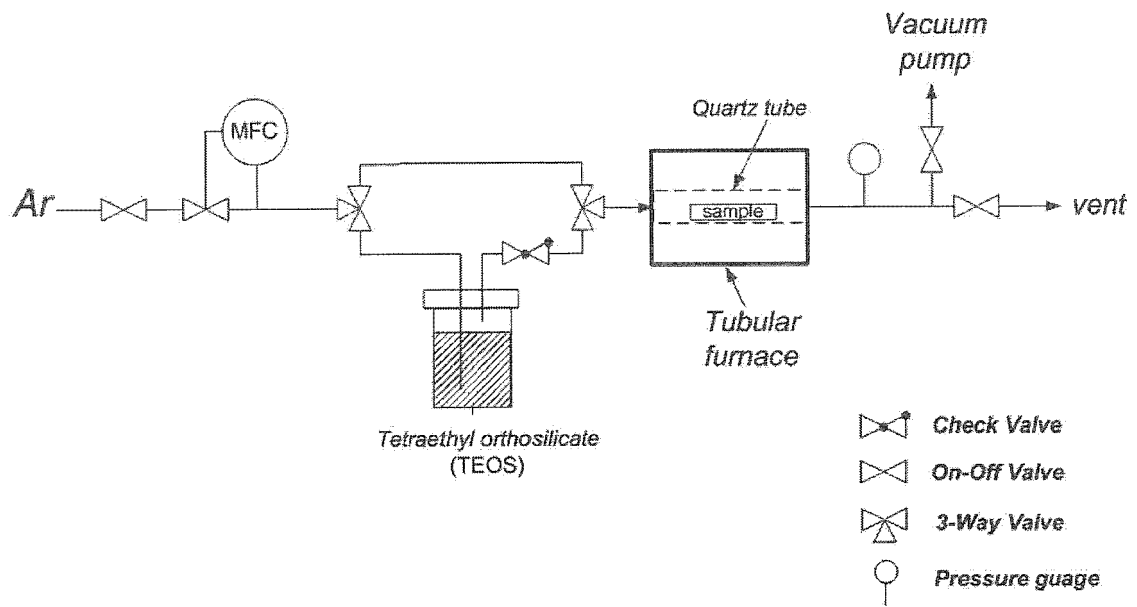 Vacuum
pump
Quartz tube
MFC
Ar
sample
vent
Tubular
furnace
Tetraethyl orthosilicate
(TEOS)
Check Valve
On-Off Valve
3-Way Valve
Pressure guage